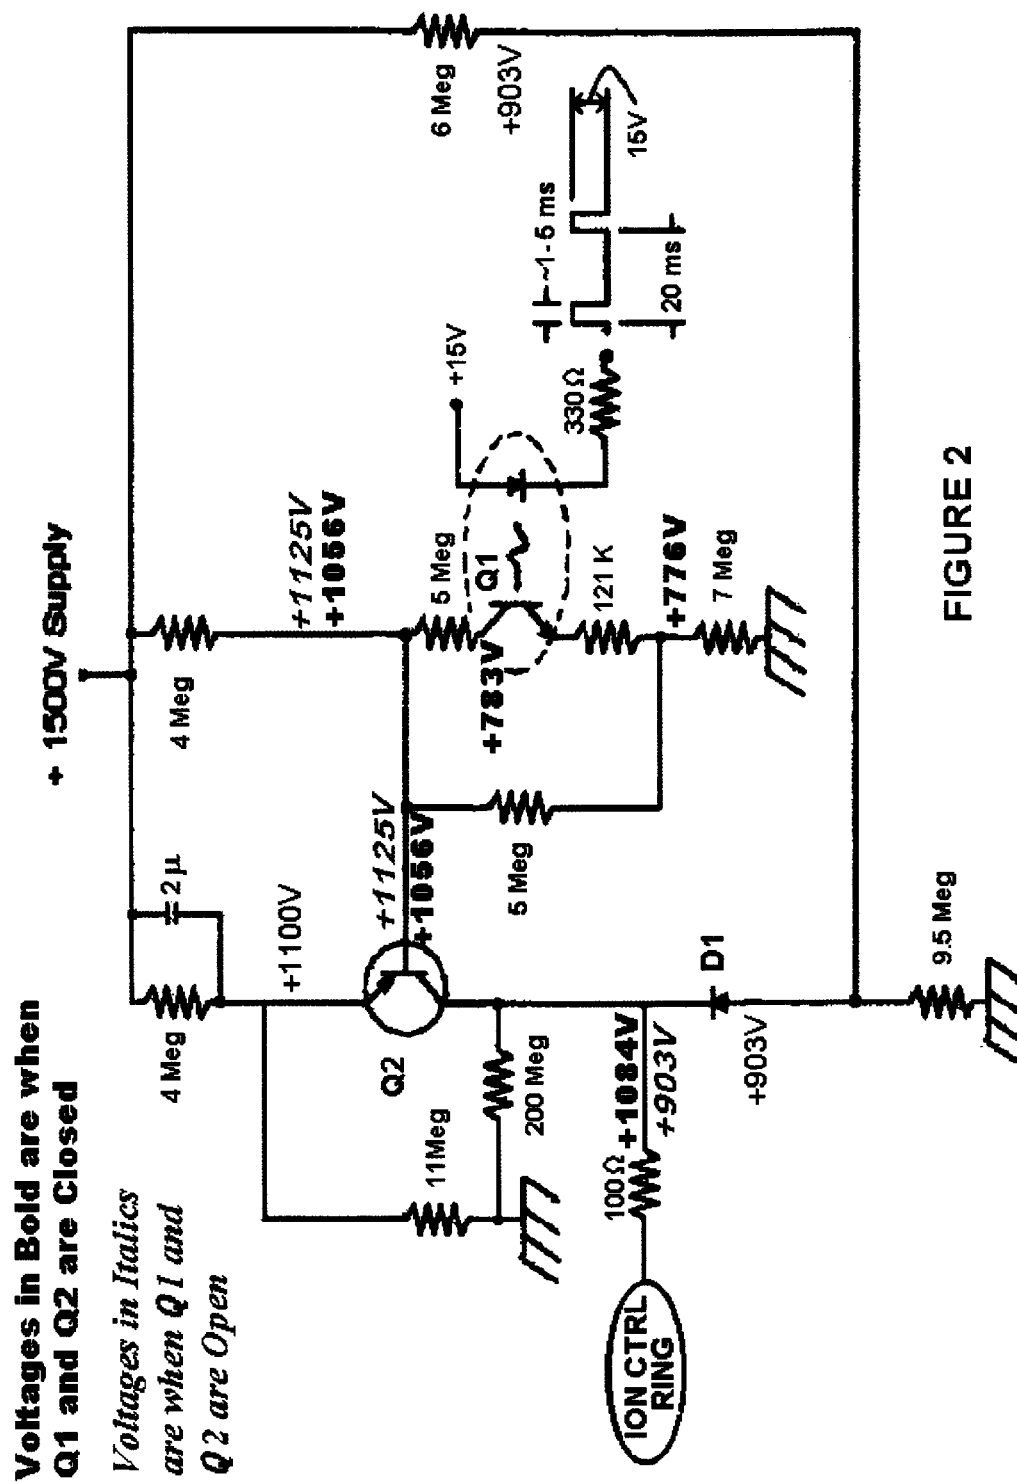 Voltages in Bold are when
Q1 and Q2 are Closed
Voltages in Italics
are when Q1 and
Q2 are Open
+ 1500V Supply
4 Meg
2 μ
+1100V
Q2
11Meg
200 Meg
100Ω
ION CTRL
RING
+1084V
+903V
D1
+903V
9.5 Meg
4 Meg
+1125V
+1056V
+1125V
+1056V
5 Meg
+783V
5 Meg
Q1
121 K
+776V
7 Meg
+15V
330Ω
~1-5 ms
20 ms
15V
6 Meg
+903V
FIGURE 2